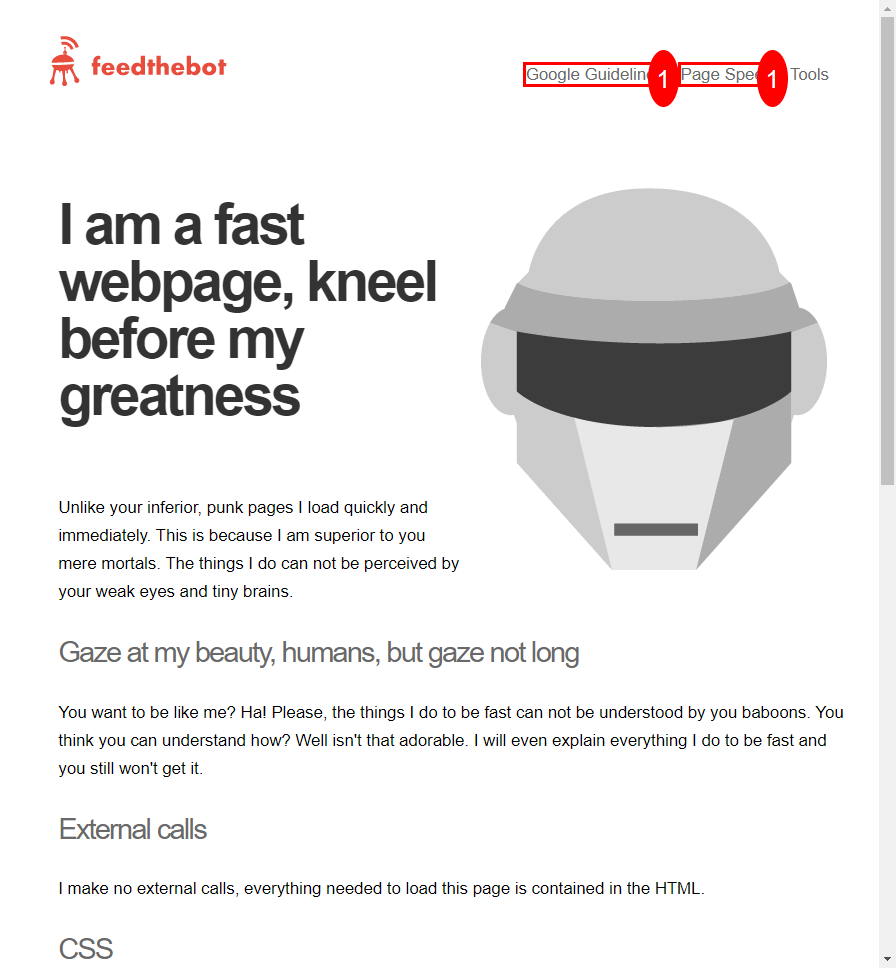 feedthebot
Google Guidelin 1 Page Spe 1 Tools
I am a fast
webpage, kneel
before my
greatness
Unlike your inferior, punk pages I load quickly and
immediately. This is because I am superior to you
mere mortals. The things I do can not be perceived by
your weak eyes and tiny brains.
Gaze at my beauty, humans, but gaze not long
You want to be like me? Ha! Please, the things I do to be fast can not be understood by you baboons. You
think you can understand how? Well isn't that adorable. I will even explain everything I do to be fast and
you still won't get it.
External calls
I make no external calls, everything needed to load this page is contained in the HTML.
CSS